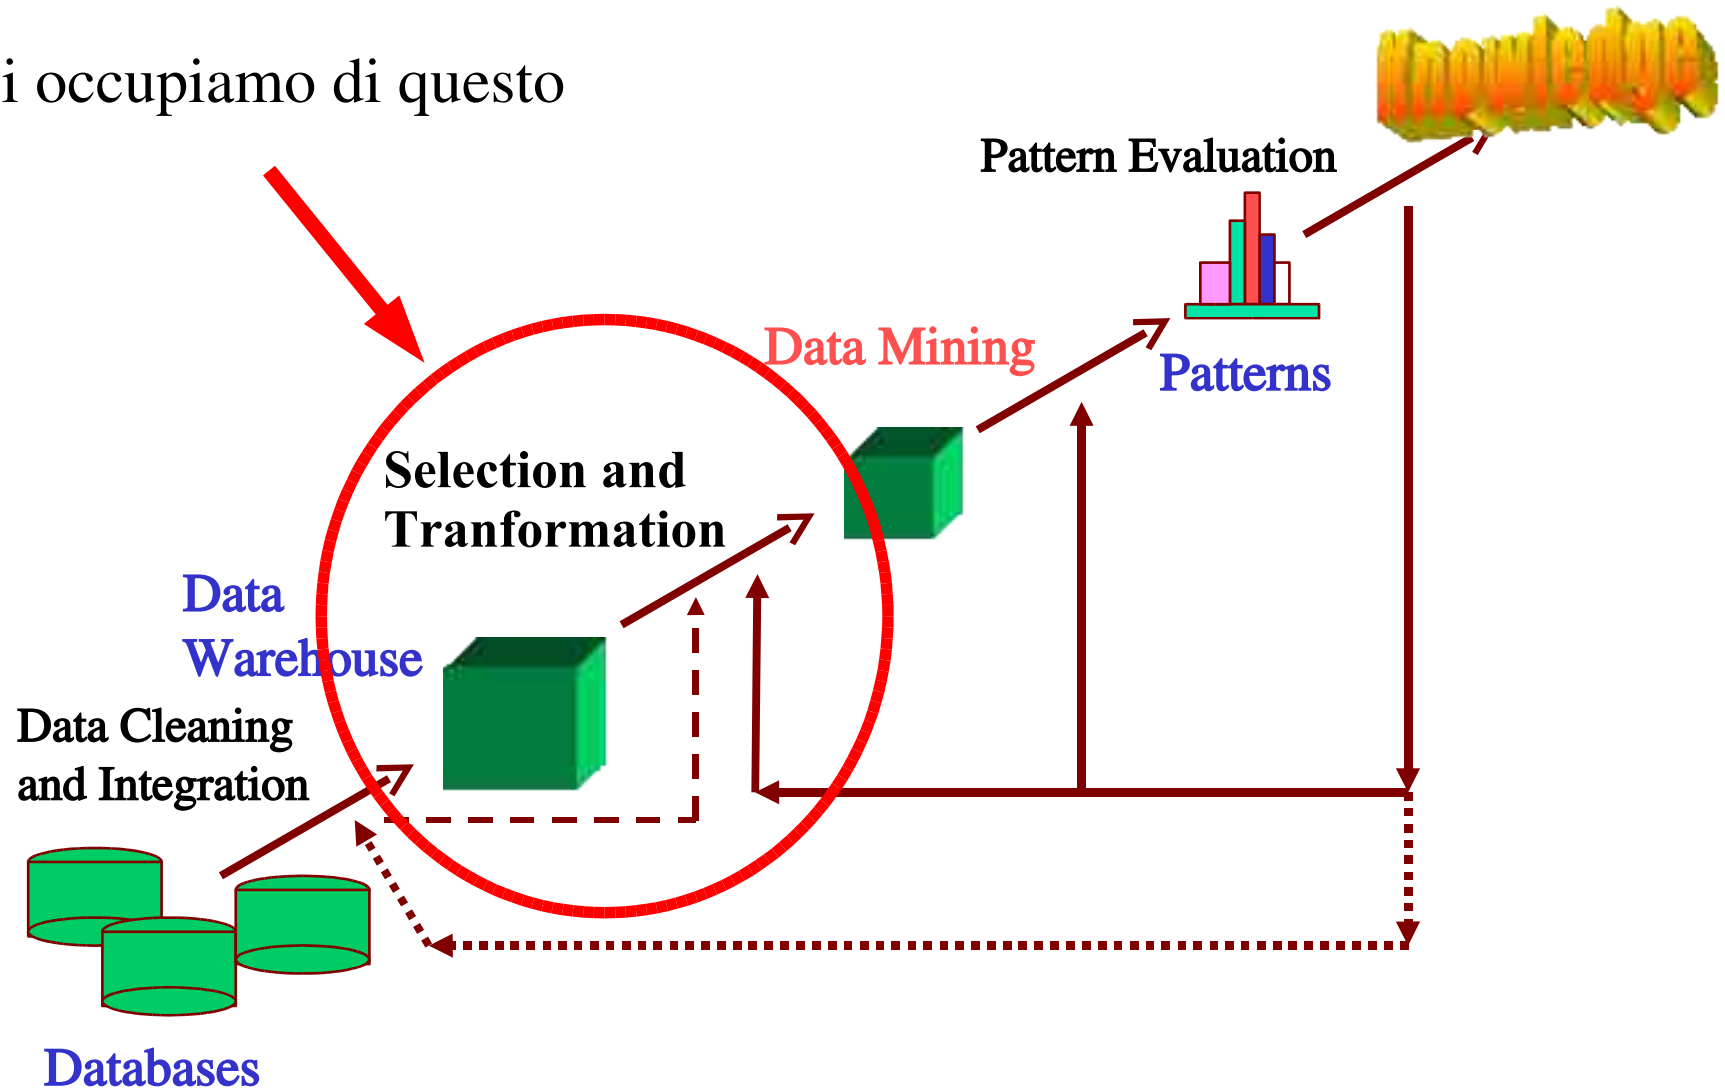 Knowledge
i occupiamo di questo
Pattern Evaluation
Data Mining
Patterns
Selection and
Tranformation
Data
Warehouse
Data Cleaning
and Integration
Databases